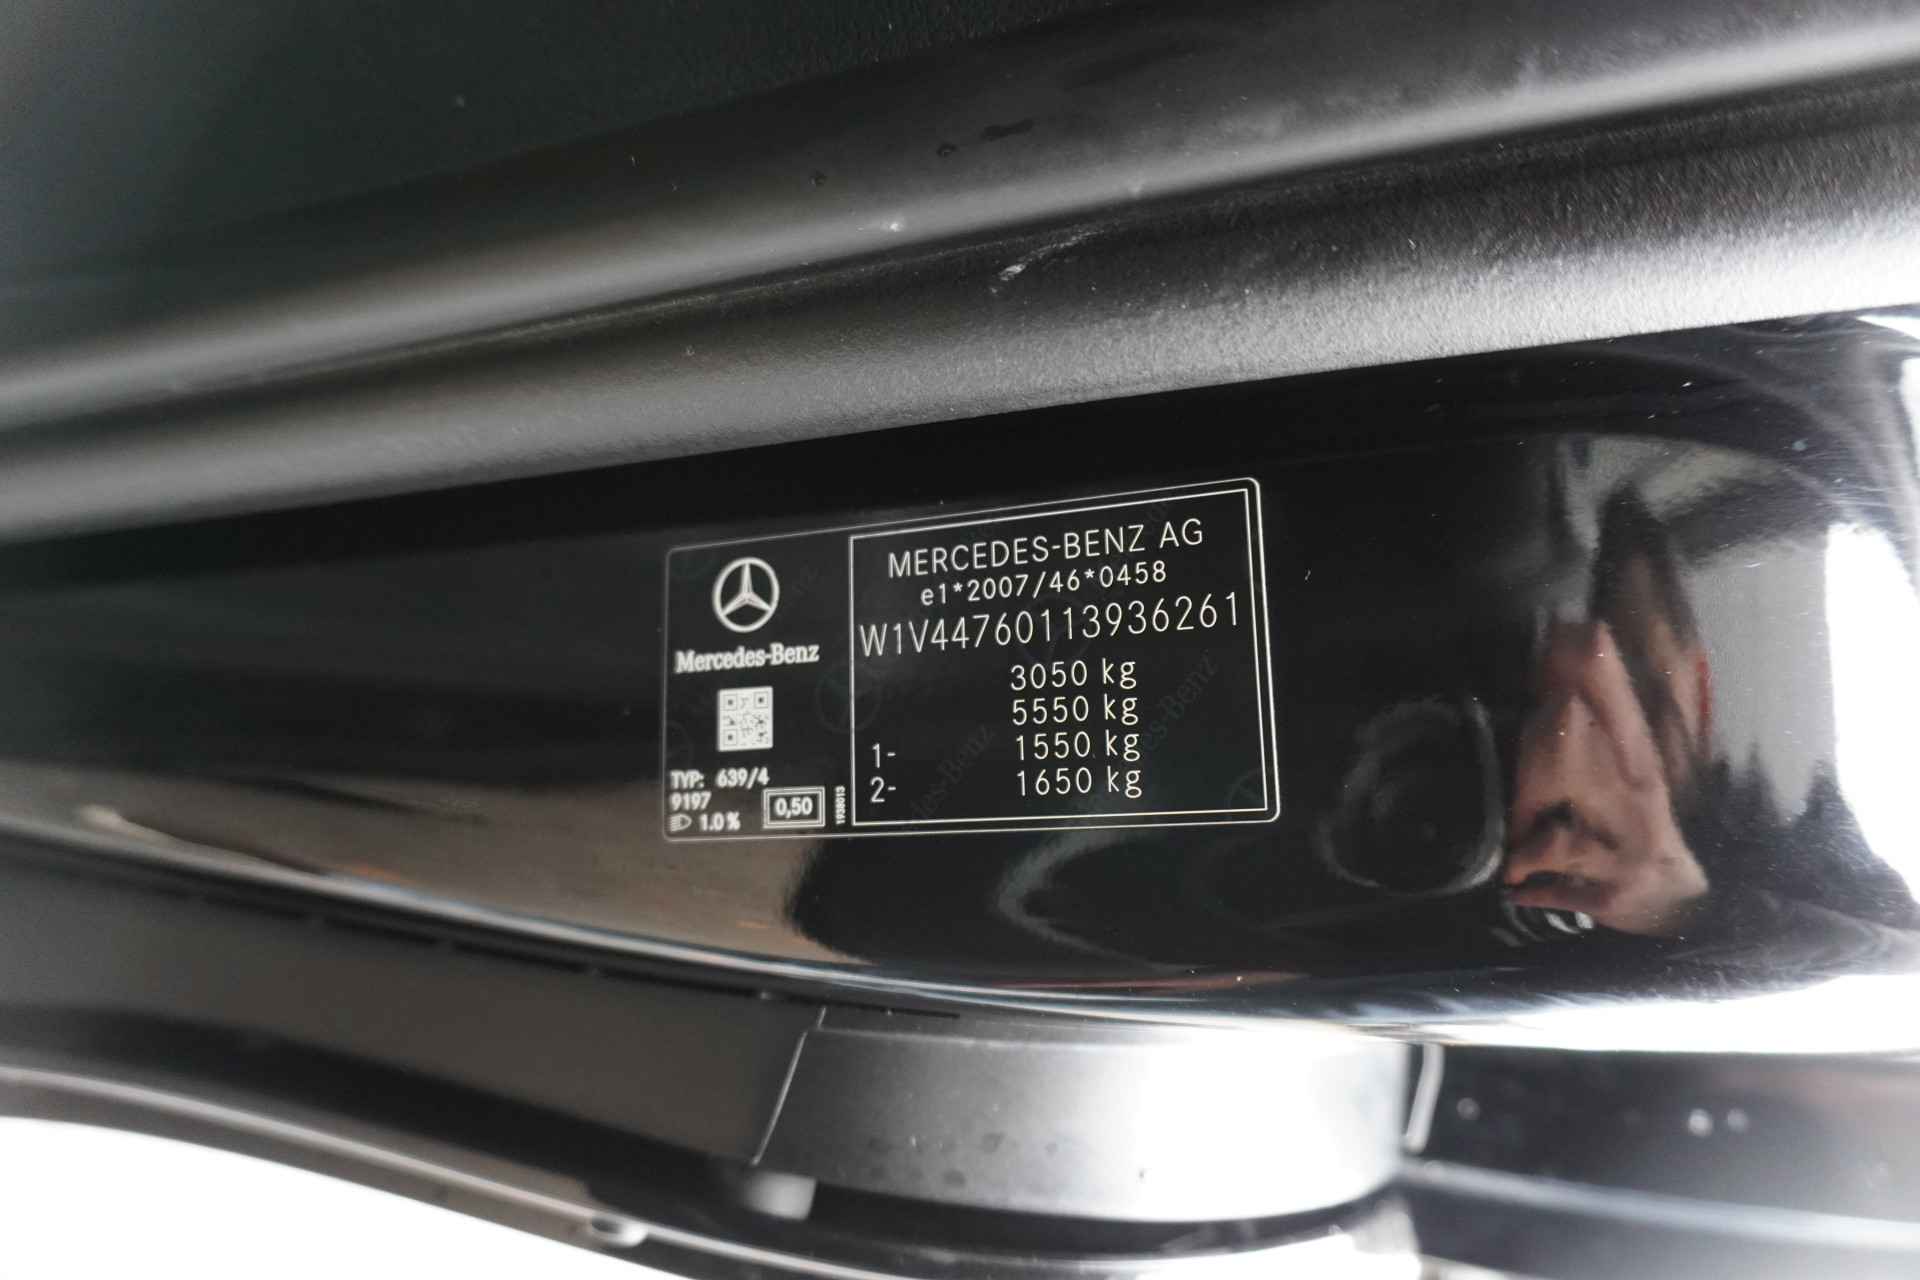 Mercedes-Benz
TYP: 639/4
9197
1.0 %
0,50
1938013
MERCEDES-BENZ AG
e1*2007/46*0458
W1V44760113936261
3050 kg
5550 kg
1- 1550 kg
2- 1650 kg